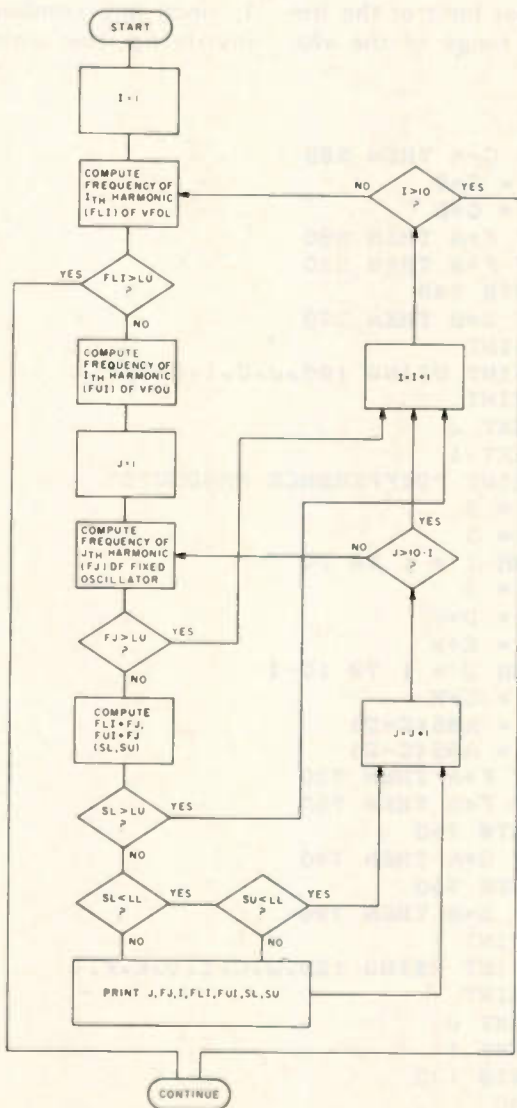 START
I=1
COMPUTE
FREQUENCY OF
ITH HARMONIC
(FLI) OF VFOL
I>10
?
NO
YES
FLI>LU
?
YES
NO
COMPUTE
FREQUENCY OF
ITH HARMONIC
(FUI) OF VFOU
I=I+1
J=1
COMPUTE
FREQUENCY OF
JTH HARMONIC
(FJ) OF FIXED
OSCILLATOR
YES
NO
J>10-I
?
FJ>LU
?
YES
NO
COMPUTE
FLI+FJ,
FUI+FJ
(SL,SU)
J=J+1
SL>LU
?
YES
NO
SL<LL
?
YES
NO
SU<LL
?
YES
NO
PRINT J,FJ,I,FLI,FUI,SL,SU
CONTINUE